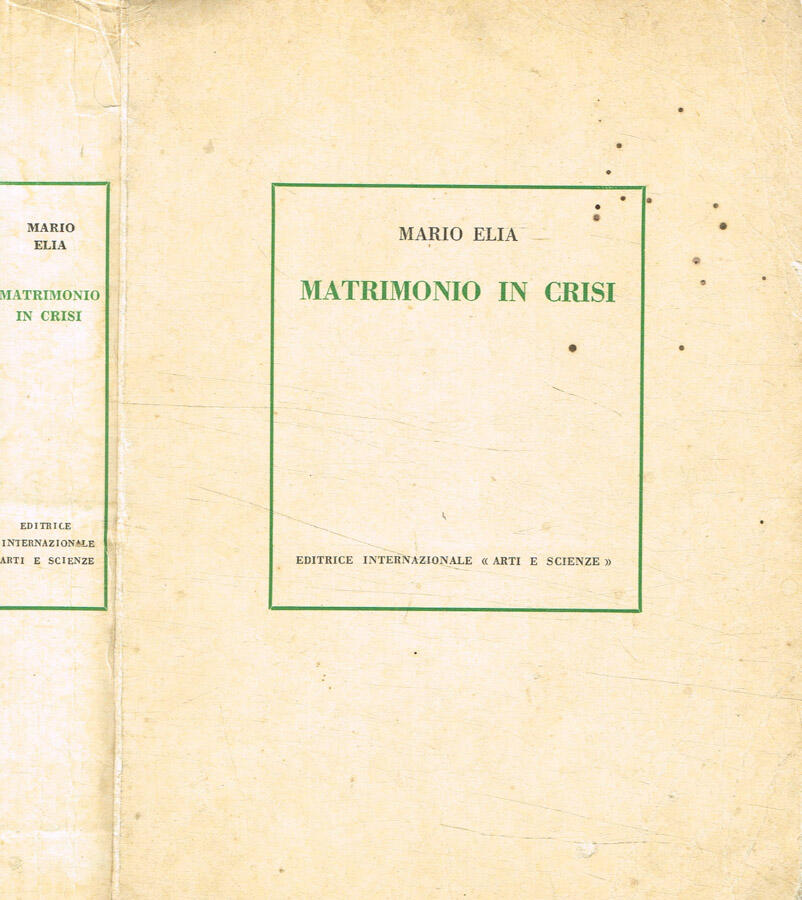 MARIO
ELIA
MATRIMONIO
IN CRISI
EDITRICE
INTERNAZIONALE
ARTI E SCIENZE
MARIO ELIA
MATRIMONIO IN CRISI
EDITRICE INTERNAZIONALE « ARTI E SCIENZE »